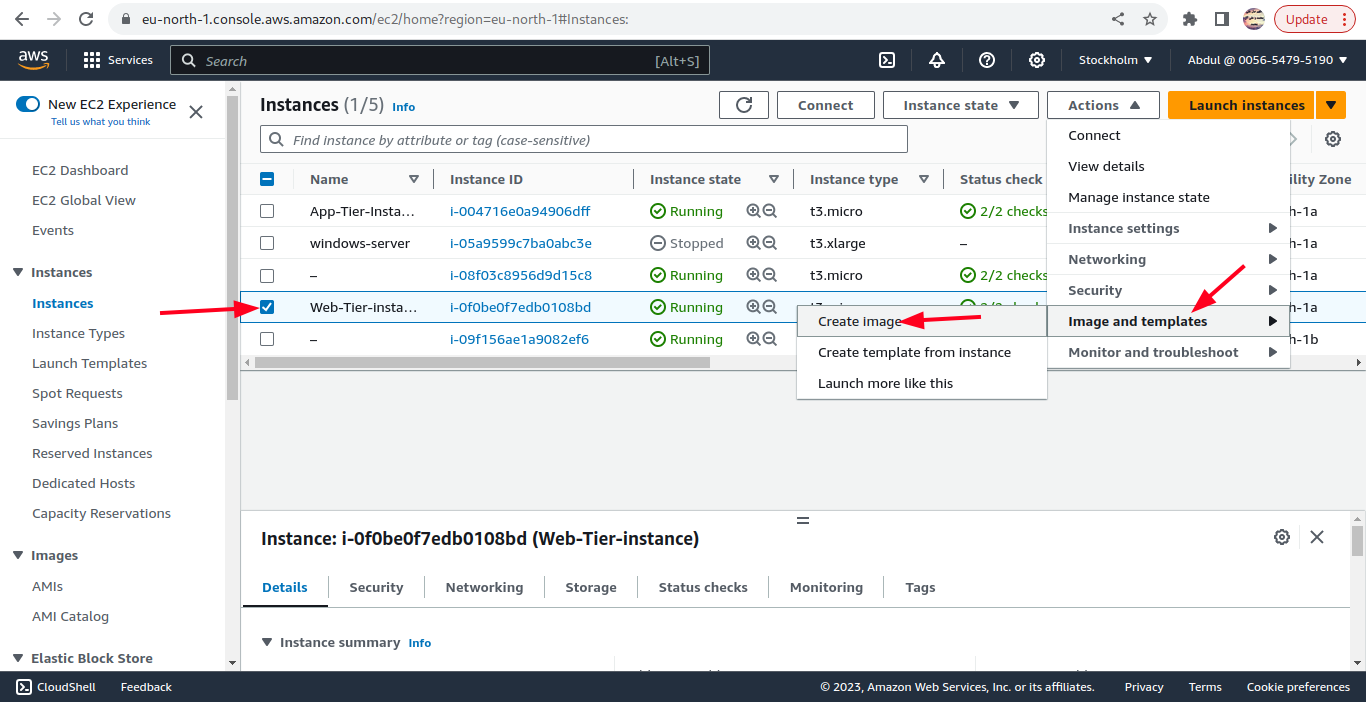 eu-north-1.console.aws.amazon.com/ec2/home?region=eu-north-1#Instances:
Update
aws
Services
Search
[Alt+S]
Stockholm
Abdul @ 0056-5479-5190
New EC2 Experience
Tell us what you think
EC2 Dashboard
EC2 Global View
Events
Instances
Instances
Instance Types
Launch Templates
Spot Requests
Savings Plans
Reserved Instances
Dedicated Hosts
Capacity Reservations
Images
AMIs
AMI Catalog
Elastic Block Store
Instances (1/5) Info
Connect
Instance state
Actions
Launch instances
Find instance by attribute or tag (case-sensitive)
Name Instance ID Instance state Instance type Status check ility Zone
App-Tier-Insta... i-004716e0a94906dff Running t3.micro 2/2 checks h-1a
windows-server i-05a9599c7ba0abc3e Stopped t3.xlarge – h-1a
– i-08f03c8956d9d15c8 Running t3.micro 2/2 checks h-1a
Web-Tier-insta... i-0f0be0f7edb0108bd Running h-1a
– i-09f156ae1a9082ef6 Running h-1b
Connect
View details
Manage instance state
Instance settings
Networking
Security
Image and templates
Monitor and troubleshoot
Create image
Create template from instance
Launch more like this
Instance: i-0f0be0f7edb0108bd (Web-Tier-instance)
Details Security Networking Storage Status checks Monitoring Tags
Instance summary Info
CloudShell Feedback © 2023, Amazon Web Services, Inc. or its affiliates. Privacy Terms Cookie preferences